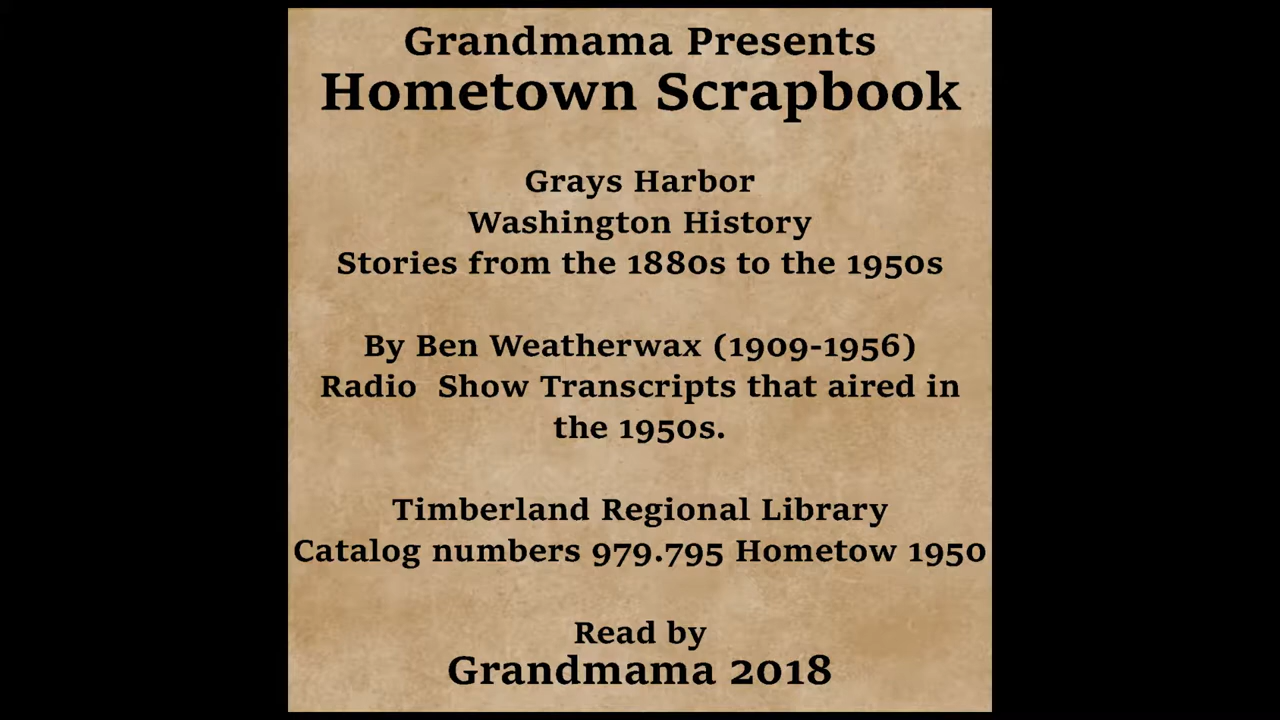 Grandmama Presents
Hometown Scrapbook
Grays Harbor
Washington History
Stories from the 1880s to the 1950s
By Ben Weatherwax (1909-1956)
Radio  Show Transcripts that aired in
the 1950s.
Timberland Regional Library
Catalog numbers 979.795 Hometow 1950
Read by
Grandmama 2018